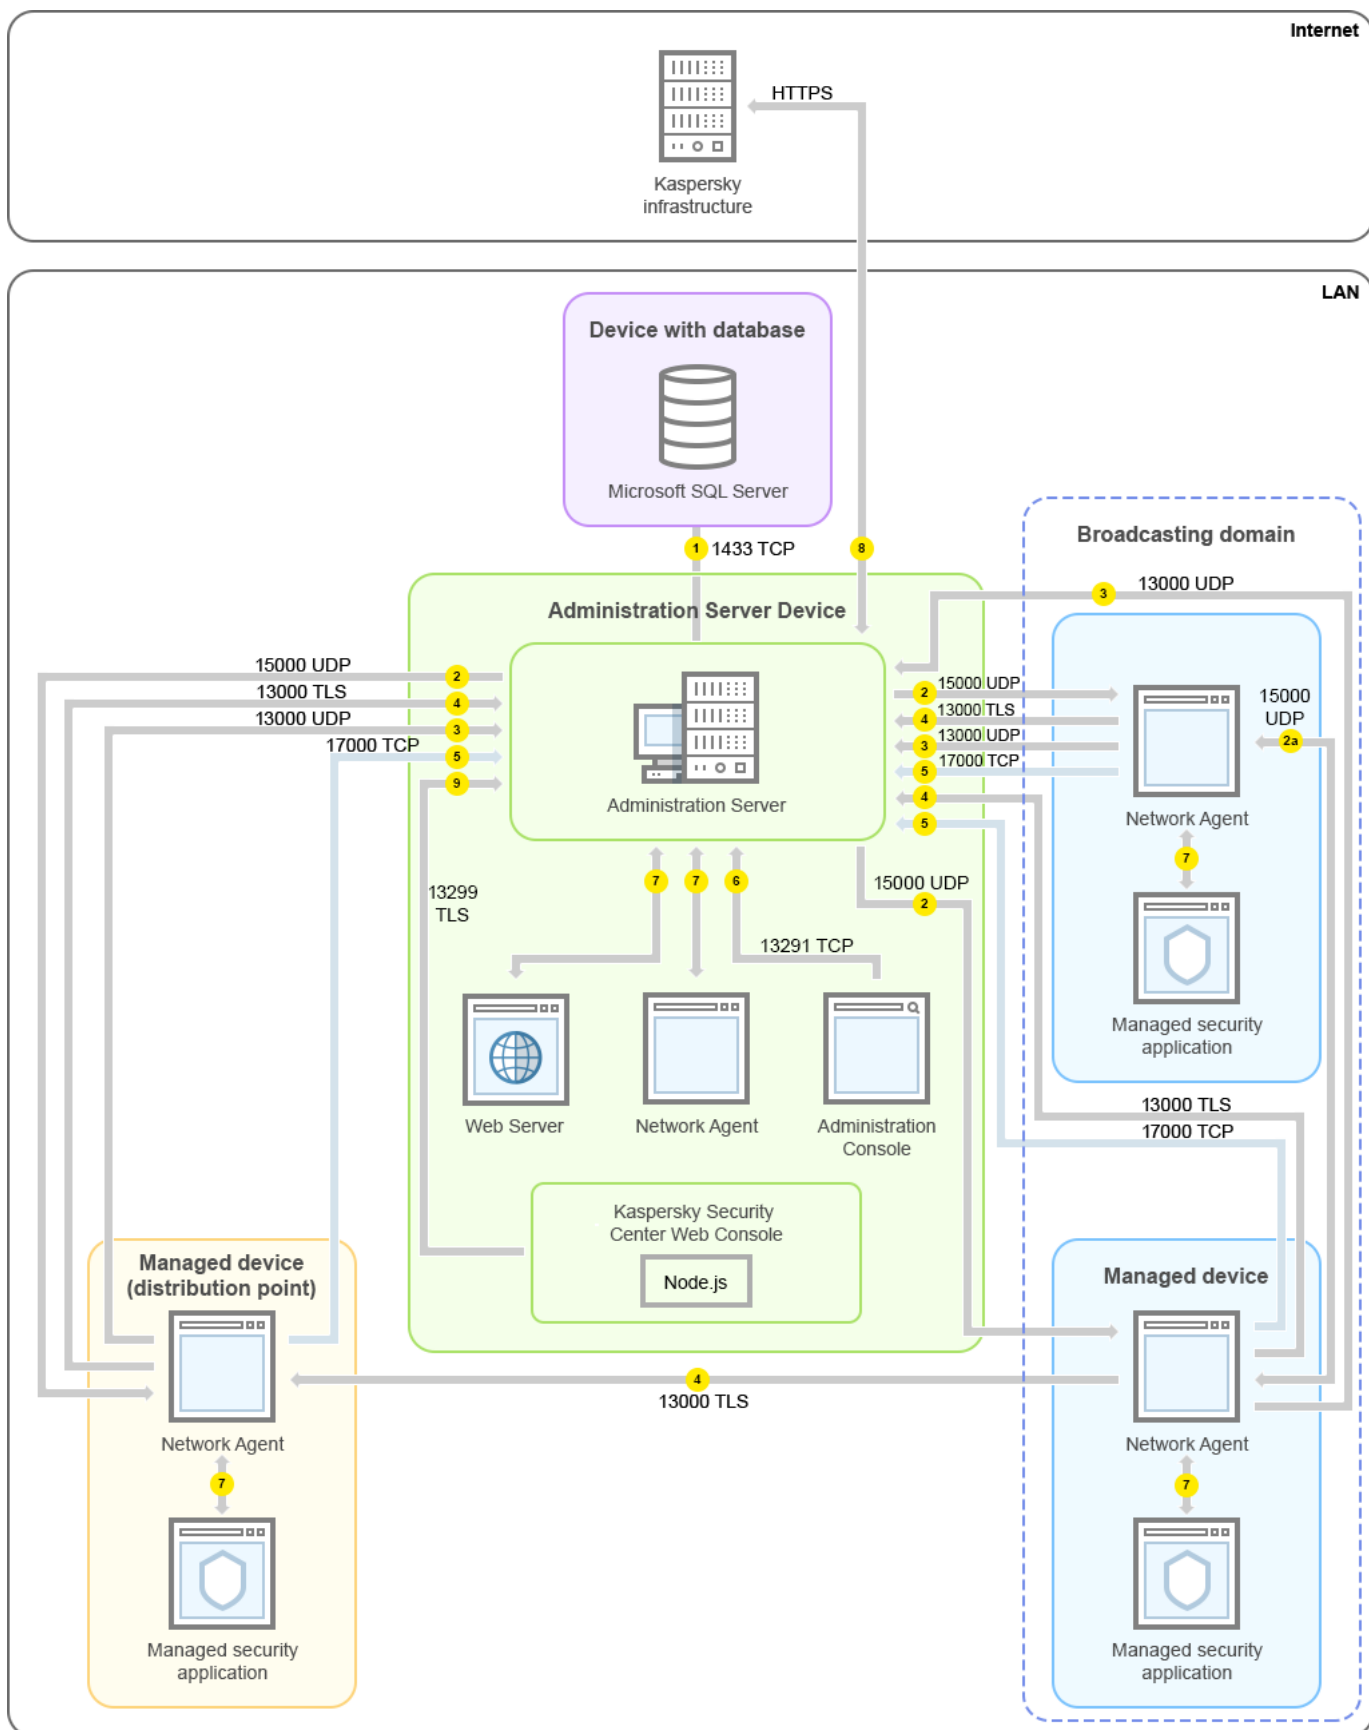 Internet
HTTPS
Kaspersky
infrastructure
LAN
Device with database
Microsoft SQL Server
1 1433 TCP
8
Broadcasting domain
3 13000 UDP
Administration Server Device
15000 UDP
2
13000 TLS
4
13000 UDP
3
17000 TCP
5
9
Administration Server
2 15000 UDP
4 13000 TLS
3 13000 UDP
5 17000 TCP
4
5
15000
UDP
2a
Network Agent
7
Managed security
application
13299
TLS
7
7
6
15000 UDP
2
13291 TCP
Web Server
Network Agent
Administration
Console
13000 TLS
17000 TCP
Kaspersky Security
Center Web Console
Node.js
Managed device
(distribution point)
Network Agent
7
Managed security
application
4
13000 TLS
Managed device
Network Agent
7
Managed security
application